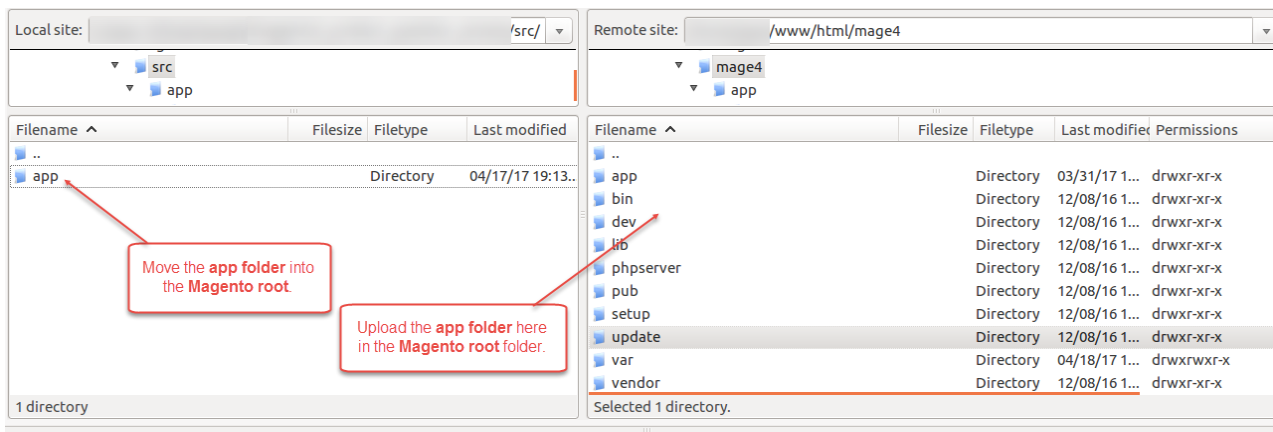 Local site: /src/
Remote site: /www/html/mage4
src
app
mage4
app
Filename Filesize Filetype Last modified
..
app Directory 04/17/17 19:13...
Move the app folder into
the Magento root.
1 directory
Filename Filesize Filetype Last modified Permissions
..
app Directory 03/31/17 1... drwxr-xr-x
bin Directory 12/08/16 1... drwxr-xr-x
dev Directory 12/08/16 1... drwxr-xr-x
lib Directory 12/08/16 1... drwxr-xr-x
phpserver Directory 12/08/16 1... drwxr-xr-x
pub Directory 12/08/16 1... drwxr-xr-x
setup Directory 12/08/16 1... drwxr-xr-x
update Directory 12/08/16 1... drwxr-xr-x
var Directory 04/18/17 1... drwxrwxr-x
vendor Directory 12/08/16 1... drwxr-xr-x
Upload the app folder here
in the Magento root folder.
Selected 1 directory.